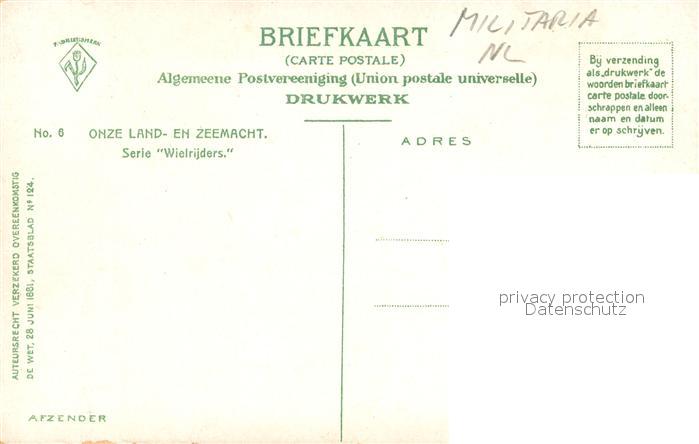 FABRIEKSMERK
BRIEFKAART
(CARTE POSTALE)
Algemeene Postvereeniging (Union postale universelle)
DRUKWERK
MILITARIA
NL
Bij verzending
als „drukwerk” de
woorden briefkaart
carte postale door-
schrappen en alleen
naam en datum
er op schrijven.
No. 6 ONZE LAND- EN ZEEMACHT.
Serie "Wielrijders."
ADRES
AUTEURSRECHT VERZEKERD OVEREENKOMSTIG
DE WET, 28 JUNI 1881, STAATSBLAD No 124.
privacy protection
Datenschutz
AFZENDER